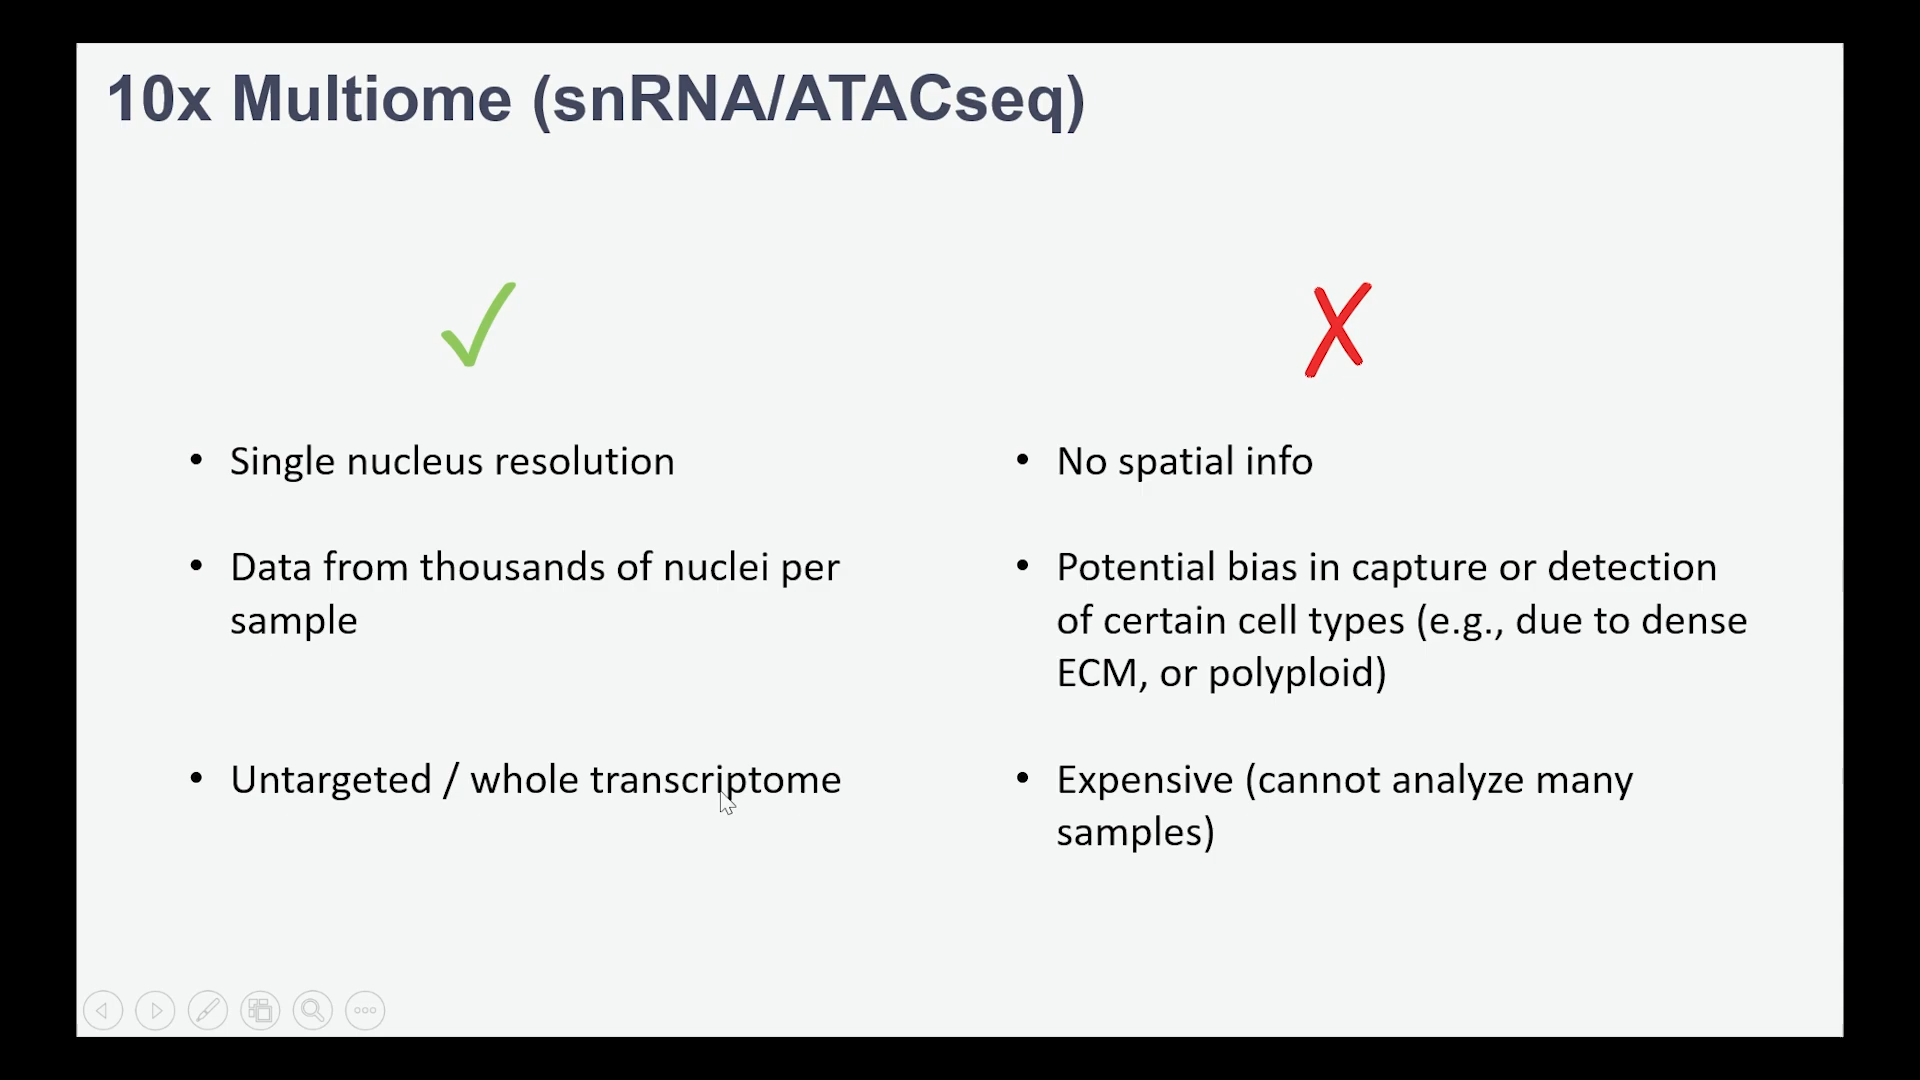 10x Multiome (snRNA/ATACseq)
• Single nucleus resolution
• Data from thousands of nuclei per
sample
• Untargeted / whole transcriptome
• No spatial info
• Potential bias in capture or detection
of certain cell types (e.g., due to dense
ECM, or polyploid)
• Expensive (cannot analyze many
samples)